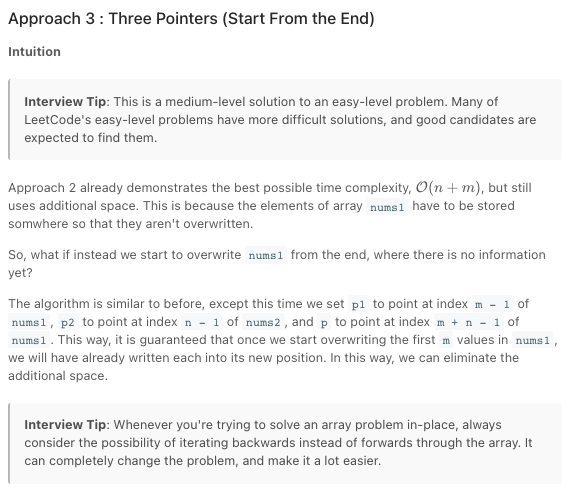 Approach 3 : Three Pointers (Start From the End)
Intuition
Interview Tip: This is a medium-level solution to an easy-level problem. Many of
LeetCode's easy-level problems have more difficult solutions, and good candidates are
expected to find them.
Approach 2 already demonstrates the best possible time complexity, O(n + m), but still
uses additional space. This is because the elements of array nums1 have to be stored
somwhere so that they aren't overwritten.
So, what if instead we start to overwrite nums1 from the end, where there is no information
yet?
The algorithm is similar to before, except this time we set p1 to point at index m - 1 of
nums1 , p2 to point at index n - 1 of nums2 , and p to point at index m + n - 1 of
nums1 . This way, it is guaranteed that once we start overwriting the first m values in nums1 ,
we will have already written each into its new position. In this way, we can eliminate the
additional space.
Interview Tip: Whenever you're trying to solve an array problem in-place, always
consider the possibility of iterating backwards instead of forwards through the array. It
can completely change the problem, and make it a lot easier.